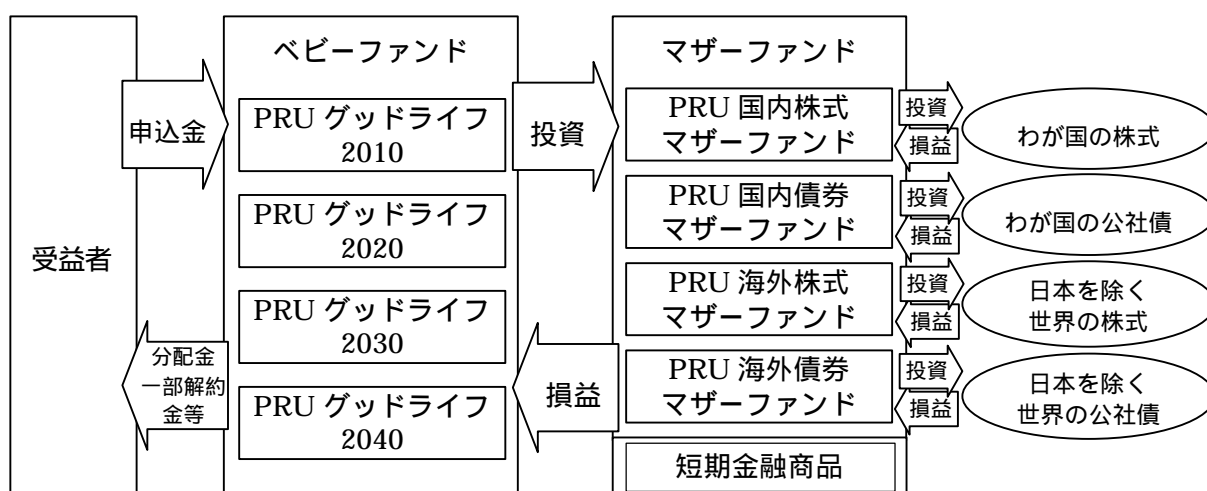 受益者
申込金
分配金
一部解約
金等
ベビーファンド
PRU グッドライフ
2010
PRU グッドライフ
2020
PRU グッドライフ
2030
PRU グッドライフ
2040
投資
損益
マザーファンド
PRU 国内株式
マザーファンド
PRU 国内債券
マザーファンド
PRU 海外株式
マザーファンド
PRU 海外債券
マザーファンド
短期金融商品
投資
損益
わが国の株式
投資
損益
わが国の公社債
投資
損益
日本を除く
世界の株式
投資
損益
日本を除く
世界の公社債